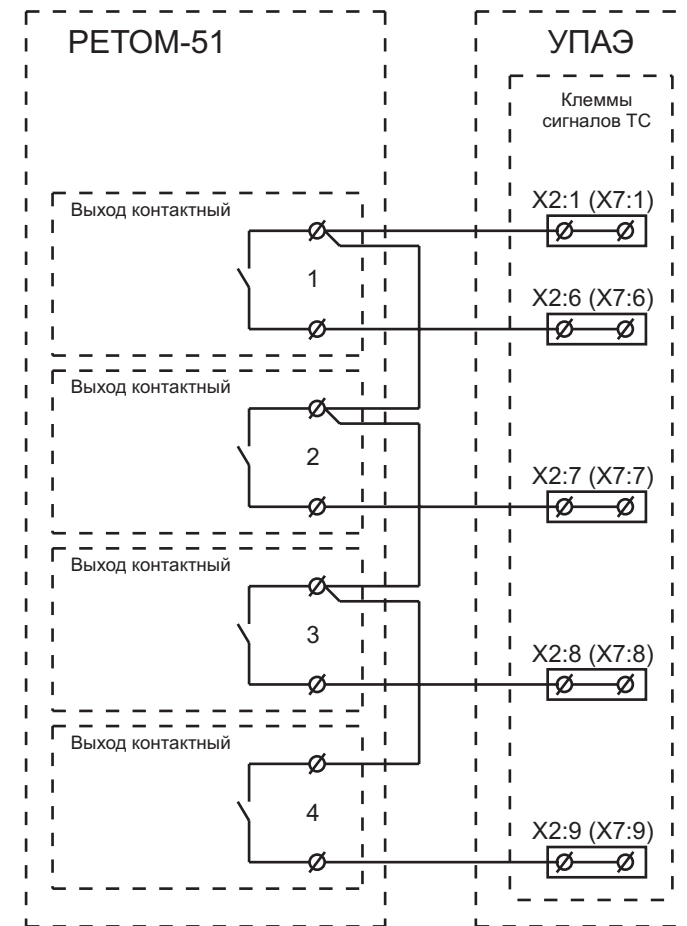 РЕТОМ-51
УПАЭ
Клеммы
сигналов ТС
Выход контактный
1
X2:1 (X7:1)
X2:6 (X7:6)
Выход контактный
2
X2:7 (X7:7)
Выход контактный
3
X2:8 (X7:8)
Выход контактный
4
X2:9 (X7:9)